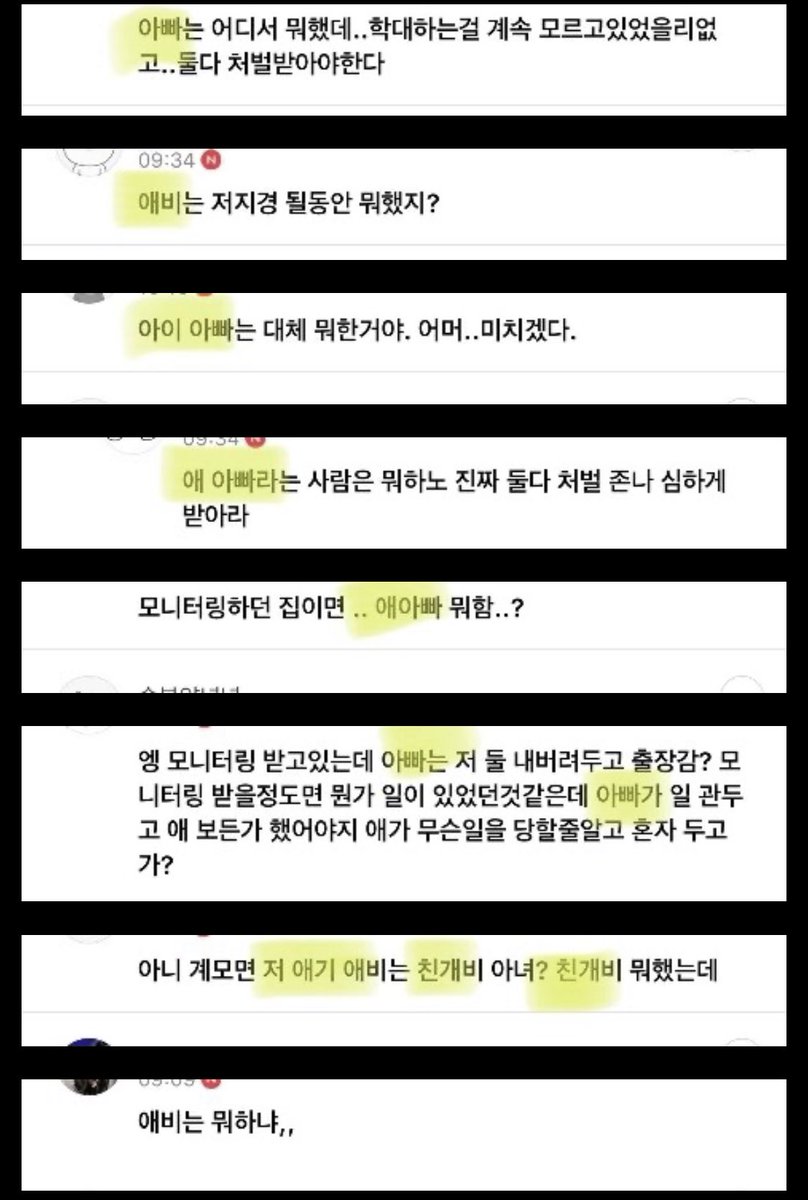 아빠는 어디서 뭐했데..학대하는걸 계속 모르고있었을리없
고..둘다 처벌받아야한다
09:34 N
애비는 저지경 될동안 뭐했지?
아이 아빠는 대체 뭐한거야. 어머..미치겠다.
09:34 N
애 아빠라는 사람은 뭐하노 진짜 둘다 처벌 존나 심하게
받아라
모니터링하던 집이면 .. 애아빠 뭐함..?
엥 모니터링 받고있는데 아빠는 저 둘 내버려두고 출장감? 모
니터링 받을정도면 뭔가 일이 있었던것같은데 아빠가 일 관두
고 애 보든가 했어야지 애가 무슨일을 당할줄알고 혼자 두고
가?
아니 계모면 저 애기 애비는 친개비 아녀? 친개비 뭐했는데
09:09 N
애비는 뭐하냐,,